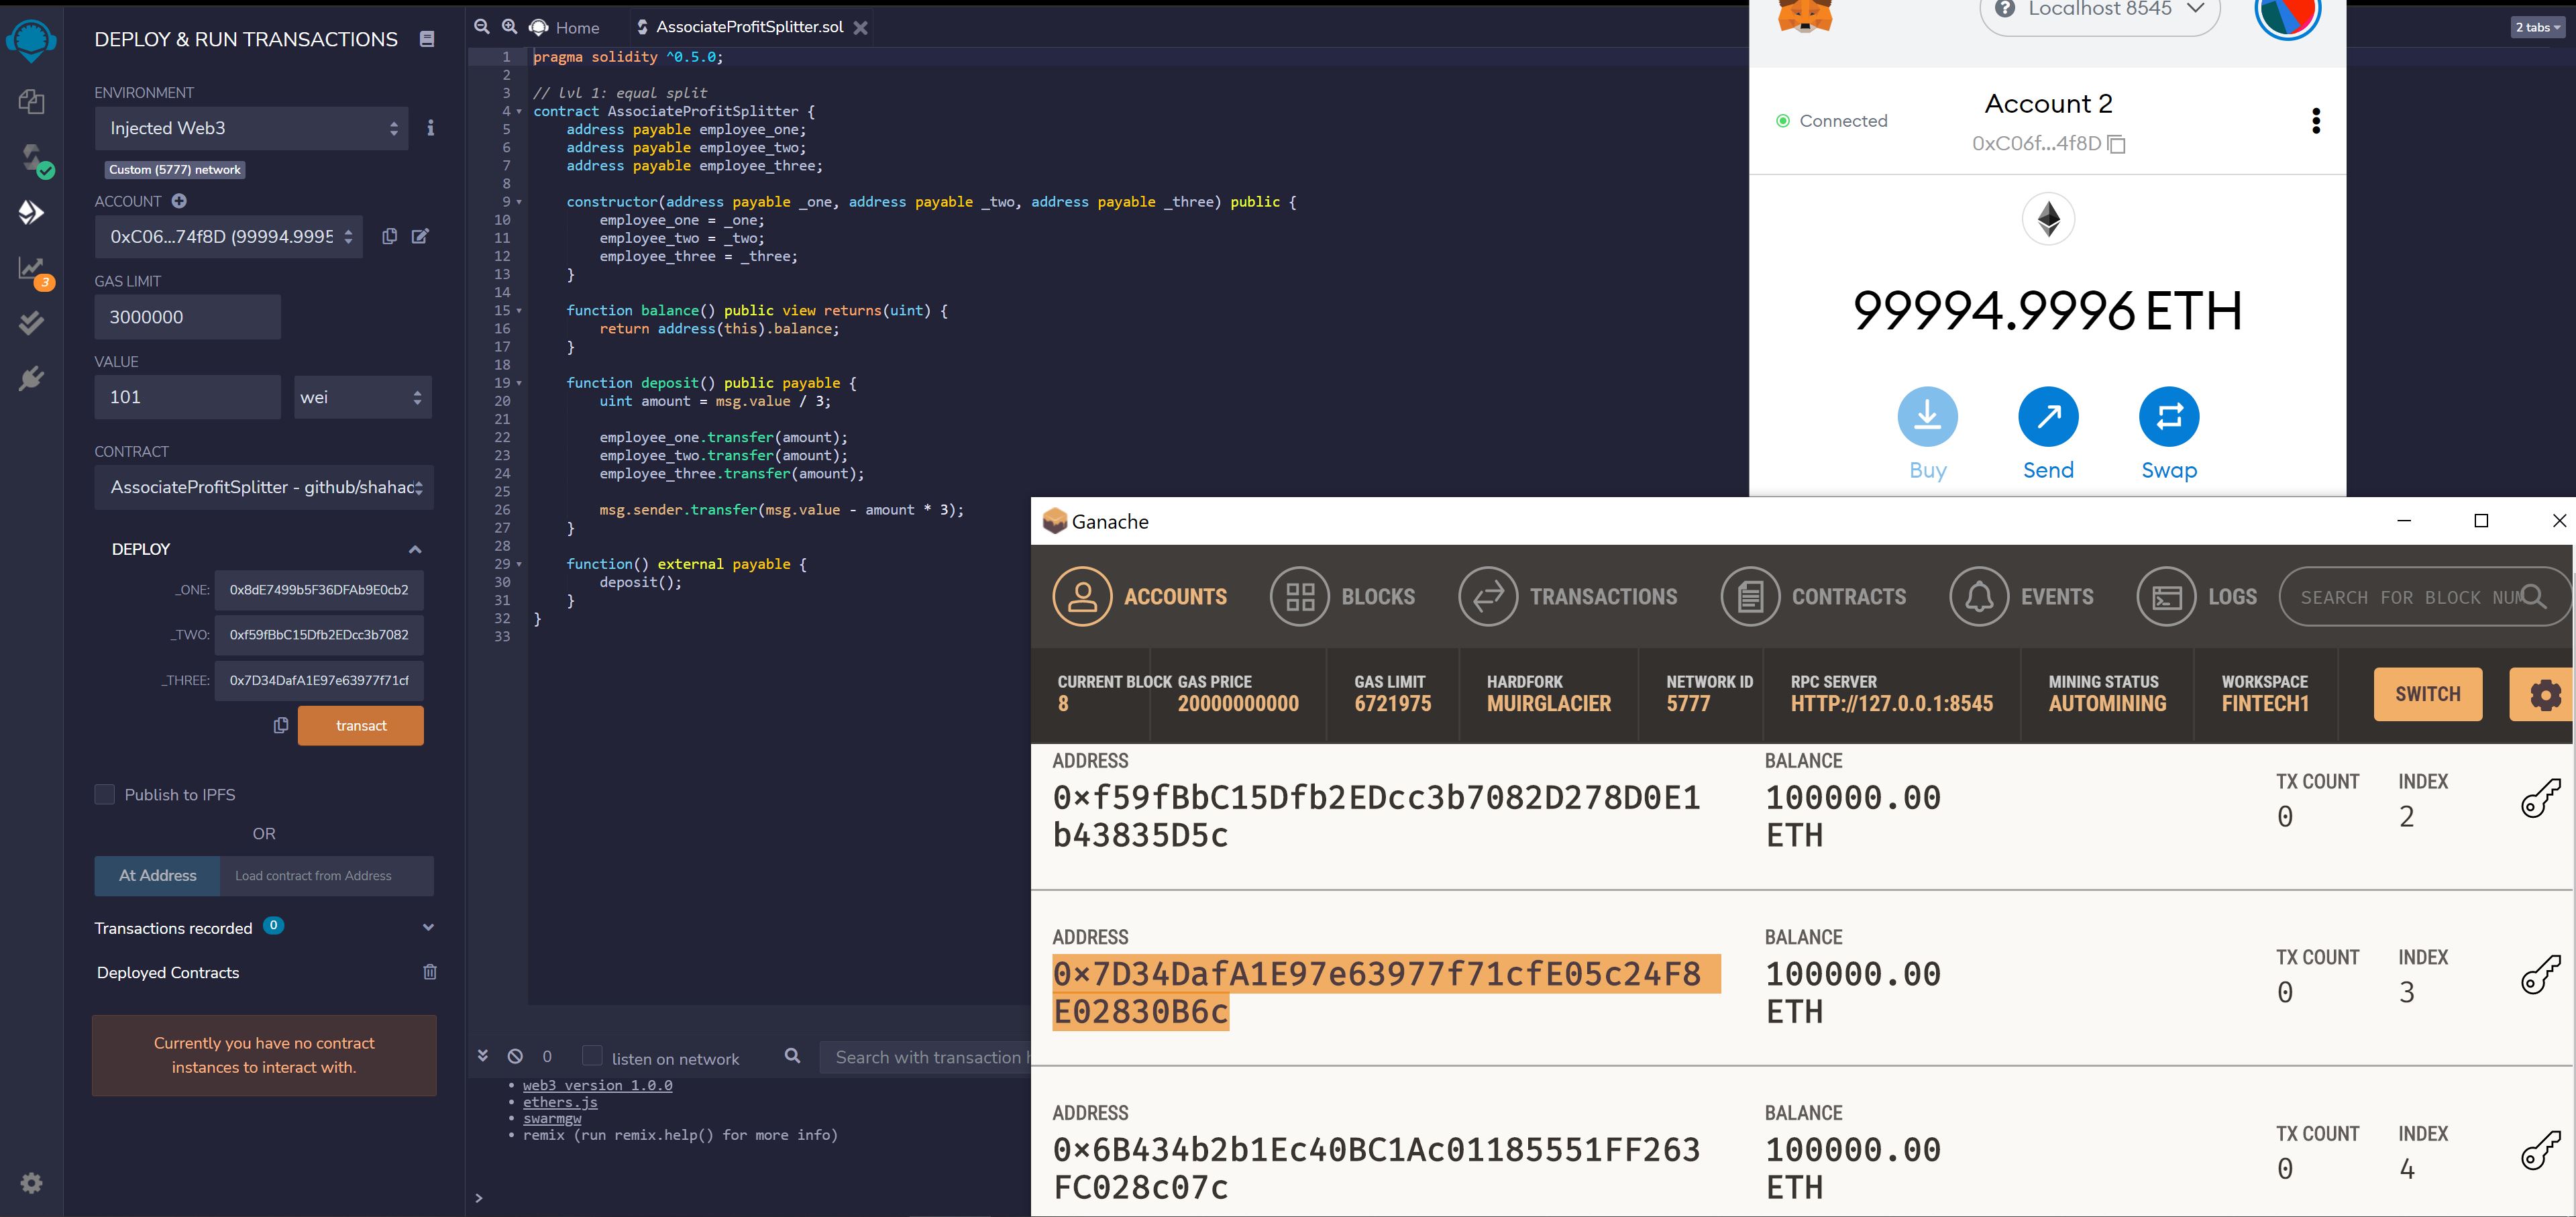 DEPLOY & RUN TRANSACTIONS
ENVIRONMENT
Injected Web3
Custom (5777) network
ACCOUNT
0xC06...74f8D (99994.9995
GAS LIMIT
3000000
VALUE
101
wei
CONTRACT
AssociateProfitSplitter - github/shahad
DEPLOY
_ONE: 0x8dE7499b5F36DFAb9E0cb2
_TWO: 0xf59fBbC15Dfb2EDcc3b7082
_THREE: 0x7D34DafA1E97e63977f71cf
transact
Publish to IPFS
OR
At Address
Load contract from Address
Transactions recorded 0
Deployed Contracts
Currently you have no contract
instances to interact with.
3
Home
AssociateProfitSplitter.sol
2 tabs
1 pragma solidity ^0.5.0;
2
3 // lvl 1: equal split
4 contract AssociateProfitSplitter {
5 address payable employee_one;
6 address payable employee_two;
7 address payable employee_three;
8
9 constructor(address payable _one, address payable _two, address payable _three) public {
10 employee_one = _one;
11 employee_two = _two;
12 employee_three = _three;
13 }
14
15 function balance() public view returns(uint) {
16 return address(this).balance;
17 }
18
19 function deposit() public payable {
20 uint amount = msg.value / 3;
21
22 employee_one.transfer(amount);
23 employee_two.transfer(amount);
24 employee_three.transfer(amount);
25
26 msg.sender.transfer(msg.value - amount * 3);
27 }
28
29 function() external payable {
30 deposit();
31 }
32 }
33
0
listen on network
Search with transaction h
• web3 version 1.0.0
• ethers.js
• swarmgw
• remix (run remix.help() for more info)
>
Localhost 8545
Connected
Account 2
0xC06f...4f8D
99994.9996 ETH
Buy
Send
Swap
Ganache
ACCOUNTS
BLOCKS
TRANSACTIONS
CONTRACTS
EVENTS
LOGS
SEARCH FOR BLOCK NUM
CURRENT BLOCK
8
GAS PRICE
20000000000
GAS LIMIT
6721975
HARDFORK
MUIRGLACIER
NETWORK ID
5777
RPC SERVER
HTTP://127.0.0.1:8545
MINING STATUS
AUTOMINING
WORKSPACE
FINTECH1
SWITCH
ADDRESS
0×f59fBbC15Dfb2EDcc3b7082D278D0E1
b43835D5c
BALANCE
100000.00
ETH
TX COUNT
0
INDEX
2
ADDRESS
0×7D34DafA1E97e63977f71cfE05c24F8
E02830B6c
BALANCE
100000.00
ETH
TX COUNT
0
INDEX
3
ADDRESS
0×6B434b2b1Ec40BC1Ac01185551FF263
FC028c07c
BALANCE
100000.00
ETH
TX COUNT
0
INDEX
4